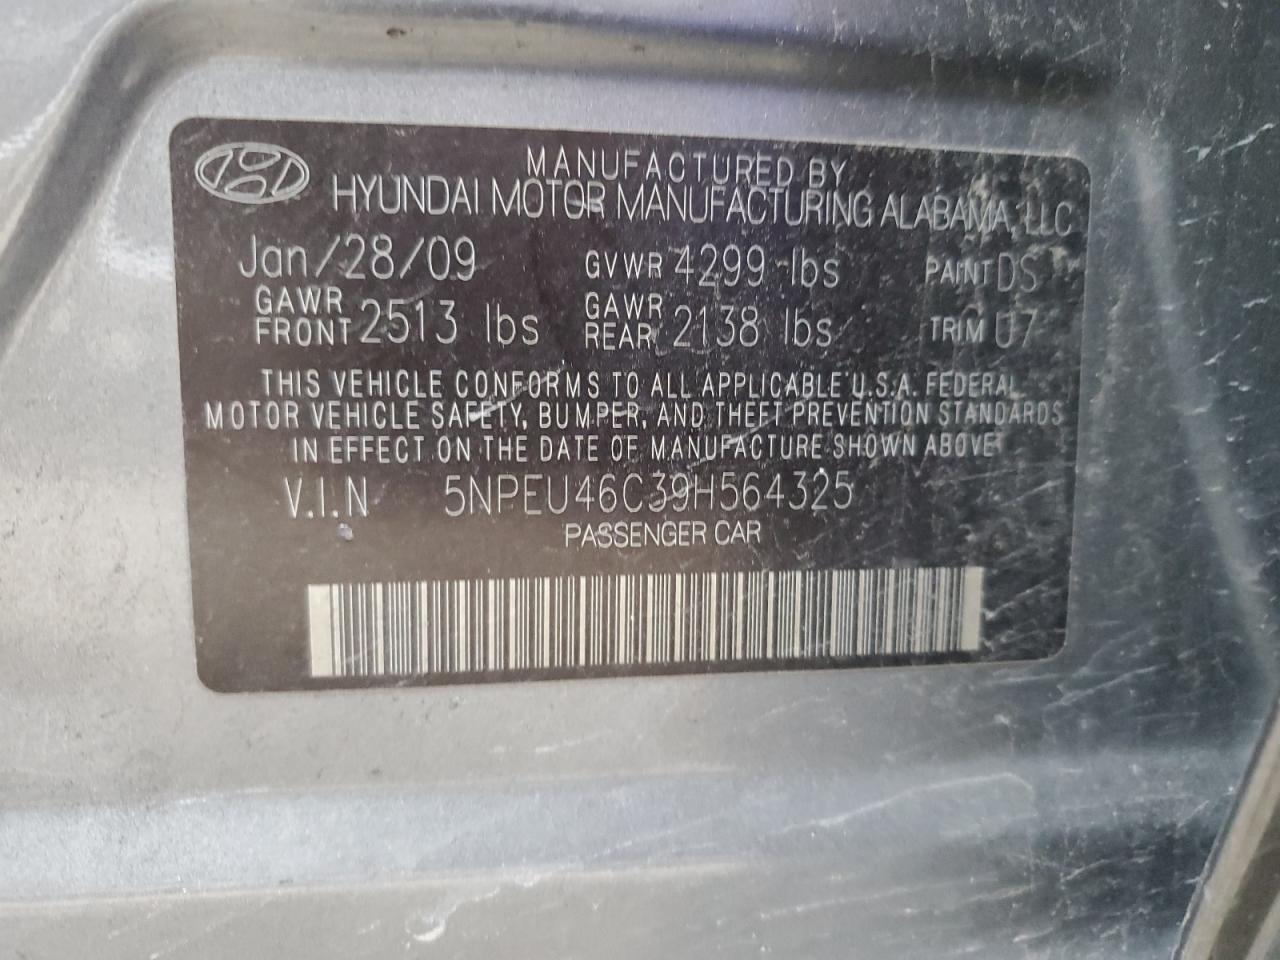 MANUFACTURED BY
HYUNDAI MOTOR MANUFACTURING ALABAMA, LLC
Jan/28/09 GVWR 4299 lbs PAINT DS
GAWR FRONT 2513 lbs GAWR REAR 2138 lbs TRIM U7
THIS VEHICLE CONFORMS TO ALL APPLICABLE U.S.A. FEDERAL
MOTOR VEHICLE SAFETY, BUMPER, AND THEFT PREVENTION STANDARDS
IN EFFECT ON THE DATE OF MANUFACTURE SHOWN ABOVE
V.I.N 5NPEU46C39H564325
PASSENGER CAR